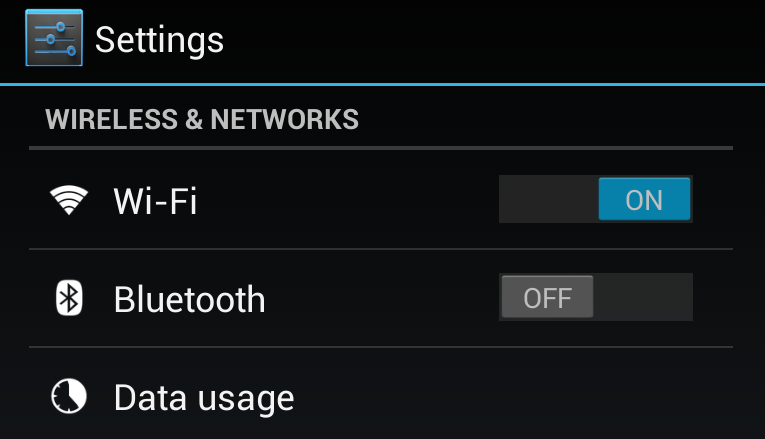 Settings
WIRELESS & NETWORKS
Wi-Fi ON
Bluetooth OFF
Data usage